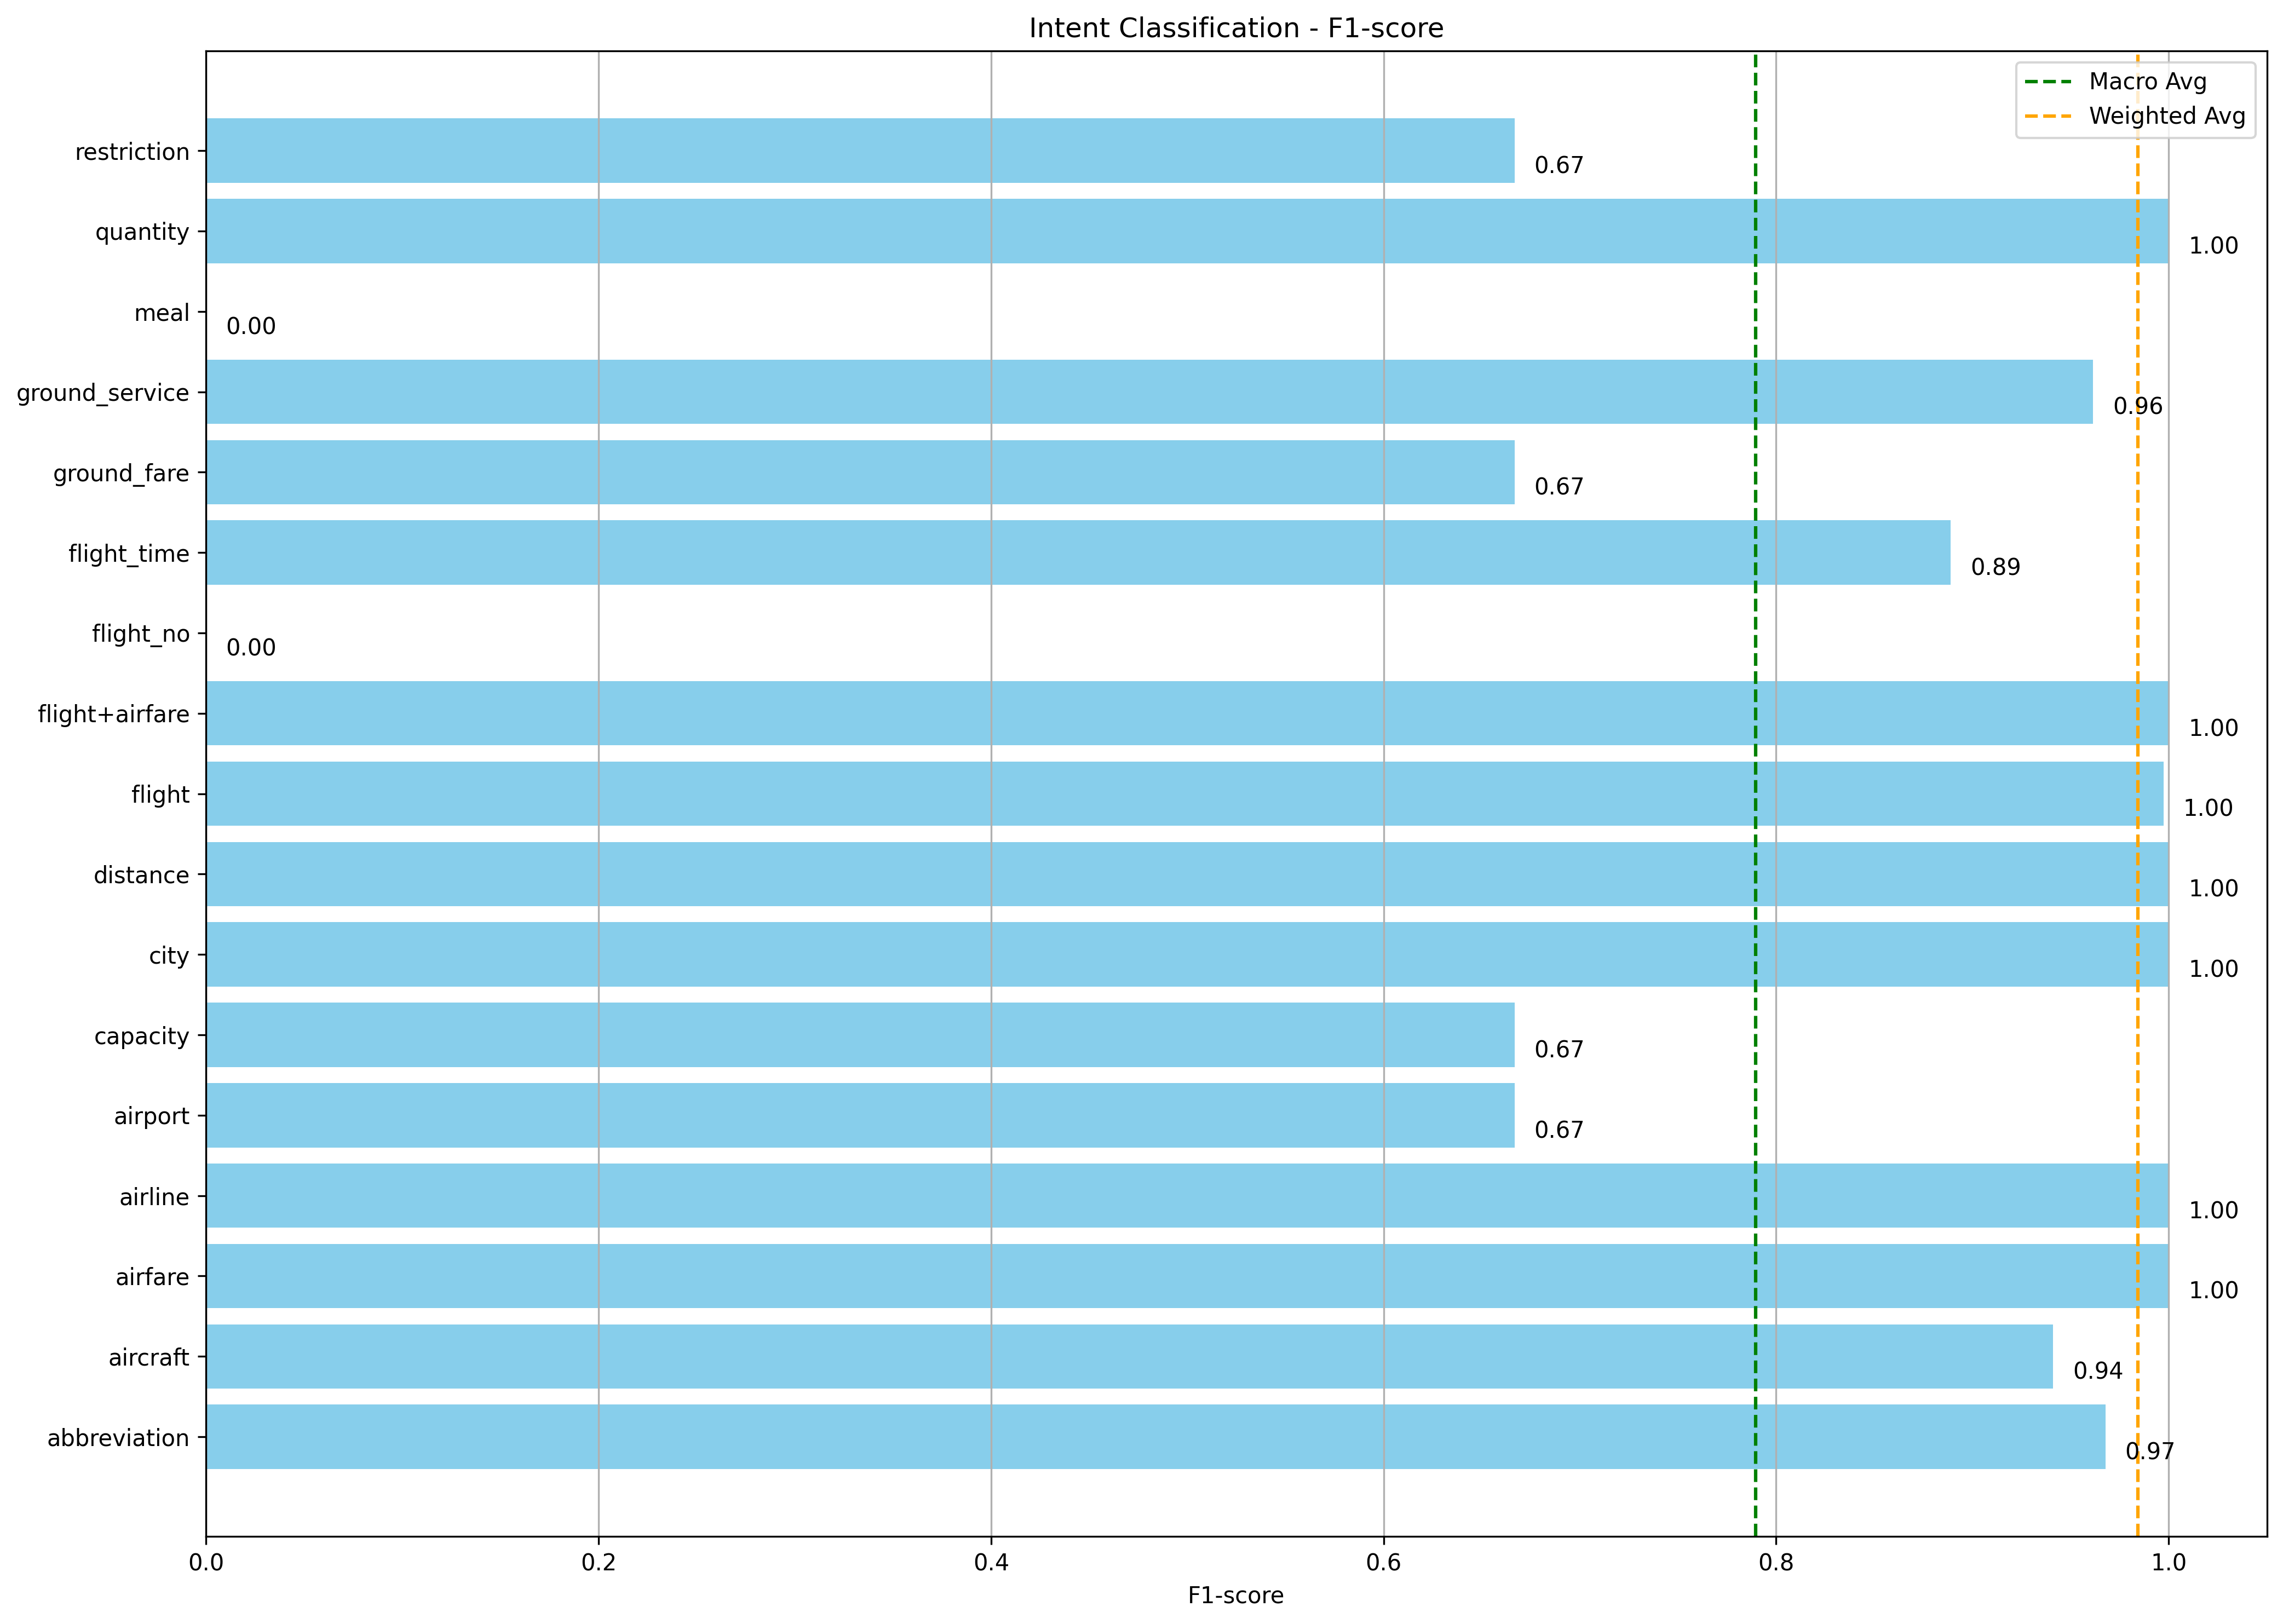 Intent Classification - F1-score
Macro Avg
Weighted Avg
restriction
0.67
quantity
1.00
meal
0.00
ground_service
0.96
ground_fare
0.67
flight_time
0.89
flight_no
0.00
flight+airfare
1.00
flight
1.00
distance
1.00
city
1.00
capacity
0.67
airport
0.67
airline
1.00
airfare
1.00
aircraft
0.94
abbreviation
0.97
0.0 0.2 0.4 0.6 0.8 1.0
F1-score